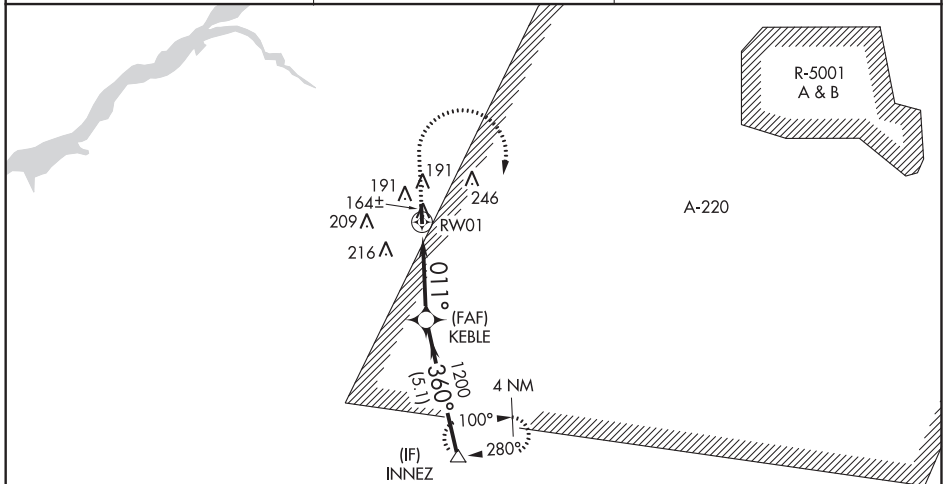 R-5001
A & B
A-220
191
191
246
164±
209
RW01
216
011°
(FAF)
KEBLE
1200
360°
(5.1)
4 NM
100°
280°
(IF)
INNEZ